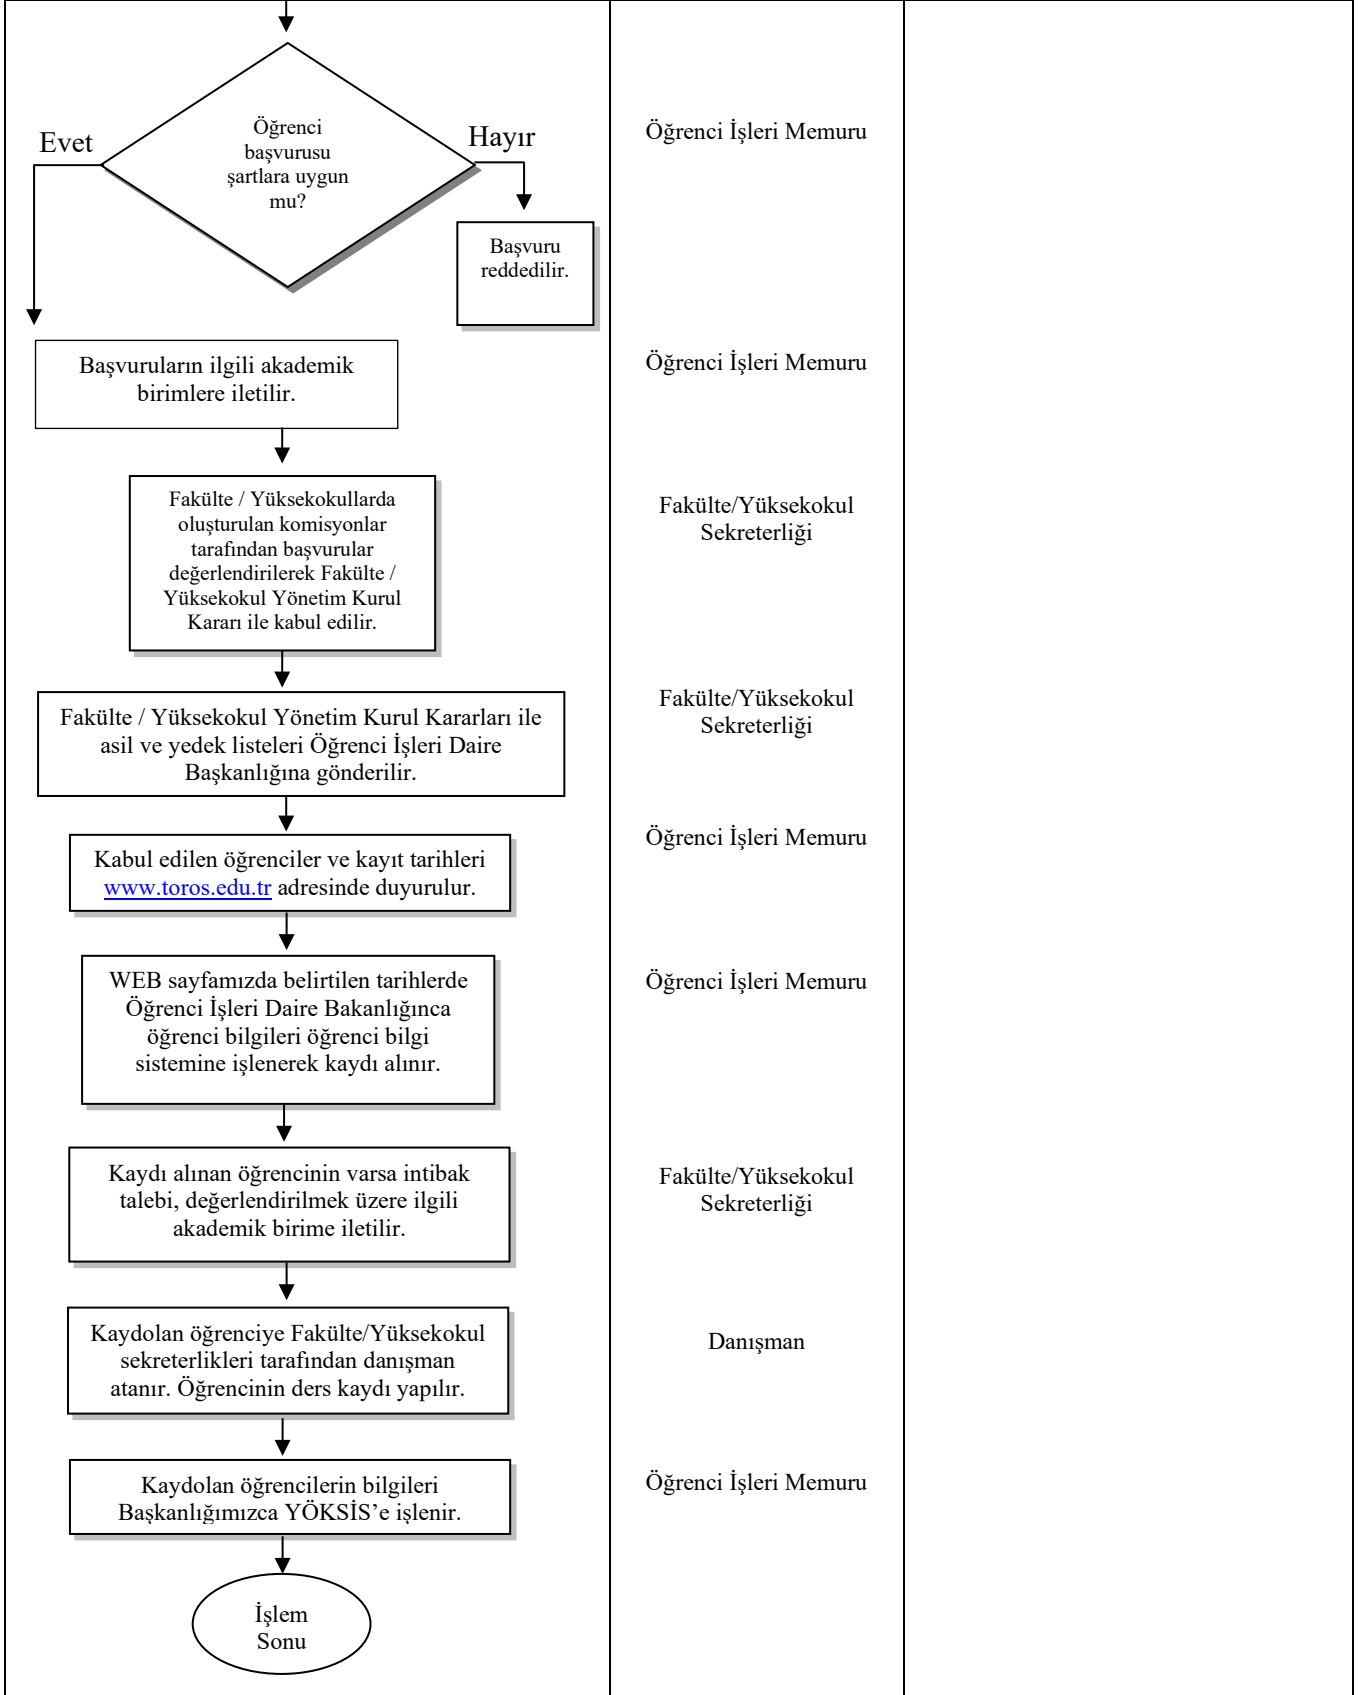 Evet
Öğrenci
başvurusu
şartlara uygun
mu?
Hayır
Öğrenci İşleri Memuru
Başvuru
reddedilir.
Başvuruların ilgili akademik
birimlere iletilir.
Öğrenci İşleri Memuru
Fakülte / Yüksekokullarda
oluşturulan komisyonlar
tarafından başvurular
değerlendirilerek Fakülte /
Yüksekokul Yönetim Kurul
Kararı ile kabul edilir.
Fakülte/Yüksekokul
Sekreterliği
Fakülte / Yüksekokul Yönetim Kurul Kararları ile
asil ve yedek listeleri Öğrenci İşleri Daire
Başkanlığına gönderilir.
Fakülte/Yüksekokul
Sekreterliği
Kabul edilen öğrenciler ve kayıt tarihleri
www.toros.edu.tr adresinde duyurulur.
Öğrenci İşleri Memuru
WEB sayfamızda belirtilen tarihlerde
Öğrenci İşleri Daire Bakanlığınca
öğrenci bilgileri öğrenci bilgi
sistemine işlenerek kaydı alınır.
Öğrenci İşleri Memuru
Kaydı alınan öğrencinin varsa intibak
talebi, değerlendirilmek üzere ilgili
akademik birime iletilir.
Fakülte/Yüksekokul
Sekreterliği
Kaydolan öğrenciye Fakülte/Yüksekokul
sekreterlikleri tarafından danışman
atanır. Öğrencinin ders kaydı yapılır.
Danışman
Kaydolan öğrencilerin bilgileri
Başkanlığımızca YÖKSİS’e işlenir.
Öğrenci İşleri Memuru
İşlem
Sonu